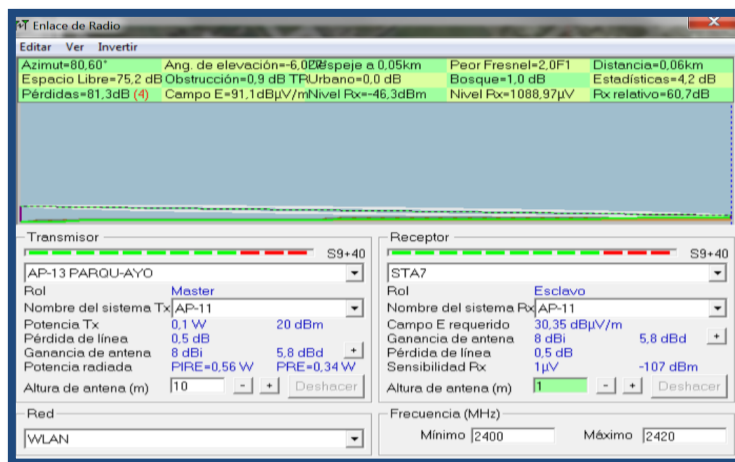 Enlace de Radio
Editar Ver Invertir
Azimut=80,60° Ang. de elevación=-6,0 Despeje a 0,05km Peor Fresnel=2,0F1 Distancia=0,06km
Espacio Libre=75,2 dB Obstrucción=0,9 dB TR Urbano=0,0 dB Bosque=1,0 dB Estadísticas=4,2 dB
Pérdidas=81,3dB (4) Campo E=91,1dBµV/m Nivel Rx=-46,3dBm Nivel Rx=1088,97µV Rx relativo=60,7dB
Transmisor
S9+40
AP-13 PARQU-AYO
Rol Master
Nombre del sistema Tx AP-11
Potencia Tx 0,1 W 20 dBm
Pérdida de línea 0,5 dB
Ganancia de antena 8 dBi 5,8 dBd +
Potencia radiada PIRE=0,56 W PRE=0,34 W
Altura de antena (m) 10 - + Deshacer
Red
WLAN
Receptor
S9+40
STA7
Rol Esclavo
Nombre del sistema Rx AP-11
Campo E requerido 30,35 dBµV/m
Ganancia de antena 8 dBi 5,8 dBd +
Pérdida de línea 0,5 dB
Sensibilidad Rx 1µV -107 dBm
Altura de antena (m) 1 - + Deshacer
Frecuencia (MHz)
Mínimo 2400 Máximo 2420